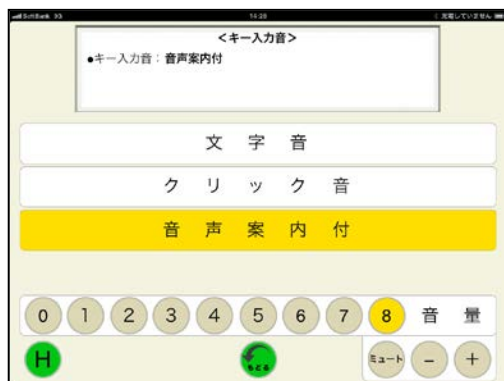 SoftBank 3G 14:28 充電していません
<キー入力音>
●キー入力音：音声案内付
文字音
クリック音
音声案内付
0 1 2 3 4 5 6 7 8 音量
H もどる ミュート − ＋